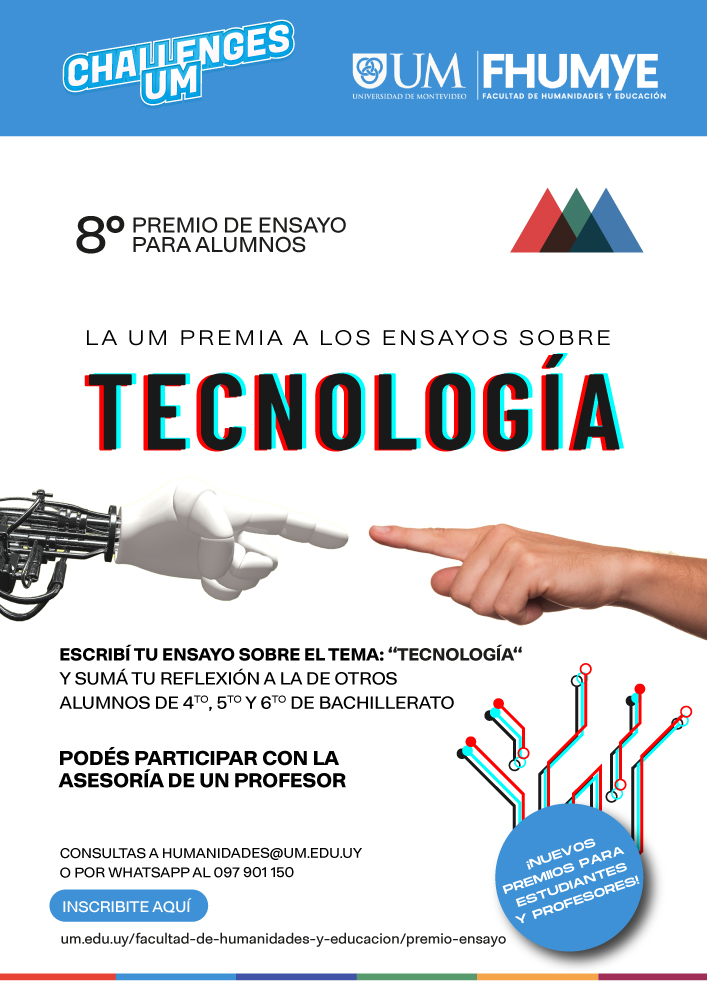 CHALLENGES
UM
UM
UNIVERSIDAD DE MONTEVIDEO
FHUMYE
FACULTAD DE HUMANIDADES Y EDUCACIÓN
8º PREMIO DE ENSAYO
PARA ALUMNOS
LA UM PREMIA A LOS ENSAYOS SOBRE
TECNOLOGÍA
ESCRIBÍ TU ENSAYO SOBRE EL TEMA: “TECNOLOGÍA“
Y SUMÁ TU REFLEXIÓN A LA DE OTROS
ALUMNOS DE 4TO, 5TO Y 6TO DE BACHILLERATO
PODÉS PARTICIPAR CON LA
ASESORÍA DE UN PROFESOR
CONSULTAS A HUMANIDADES@UM.EDU.UY
O POR WHATSAPP AL 097 901 150
INSCRIBITE AQUÍ
um.edu.uy/facultad-de-humanidades-y-educacion/premio-ensayo
¡NUEVOS
PREMIIOS PARA
ESTUDIANTES
Y PROFESORES!